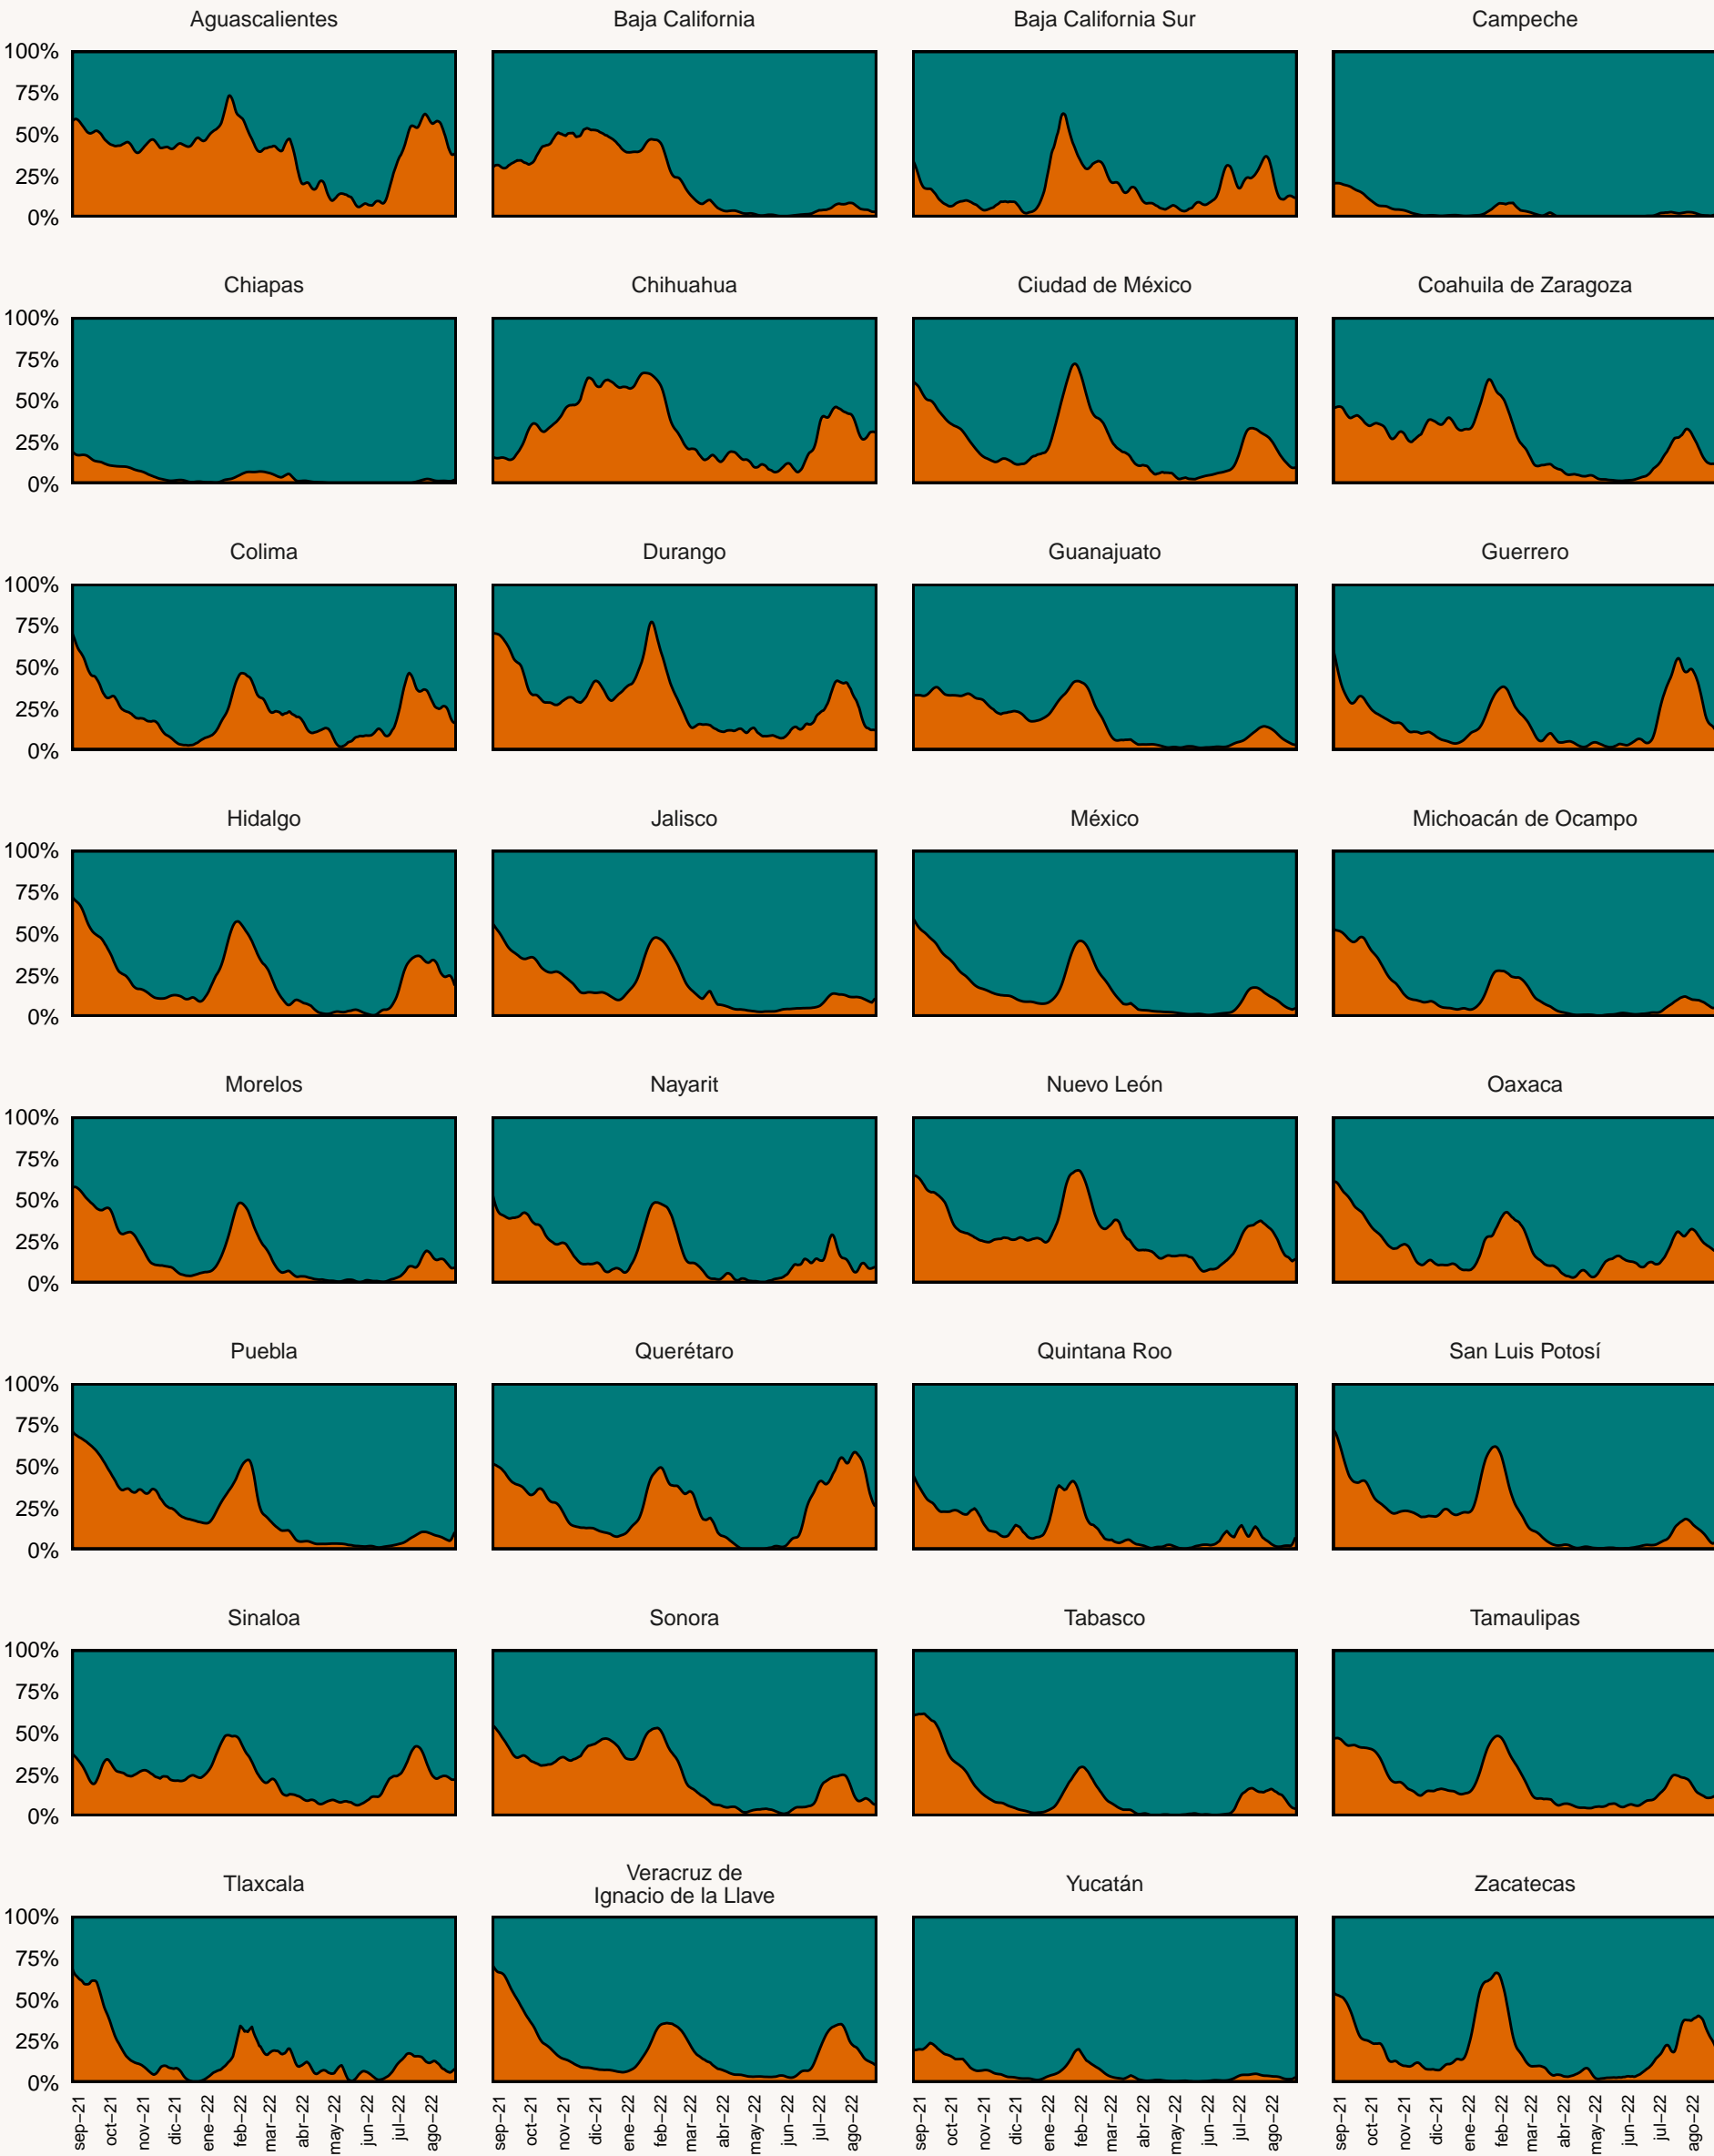 Aguascalientes
Baja California
Baja California Sur
Campeche
100%
75%
50%
25%
0%
Chiapas
Chihuahua
Ciudad de México
Coahuila de Zaragoza
100%
75%
50%
25%
0%
Colima
Durango
Guanajuato
Guerrero
100%
75%
50%
25%
0%
Hidalgo
Jalisco
México
Michoacán de Ocampo
100%
75%
50%
25%
0%
Morelos
Nayarit
Nuevo León
Oaxaca
100%
75%
50%
25%
0%
Puebla
Querétaro
Quintana Roo
San Luis Potosí
100%
75%
50%
25%
0%
Sinaloa
Sonora
Tabasco
Tamaulipas
100%
75%
50%
25%
0%
Tlaxcala
Veracruz de
Ignacio de la Llave
Yucatán
Zacatecas
100%
75%
50%
25%
0%
sep−21
oct−21
nov−21
dic−21
ene−22
feb−22
mar−22
abr−22
may−22
jun−22
jul−22
ago−22
sep−21
oct−21
nov−21
dic−21
ene−22
feb−22
mar−22
abr−22
may−22
jun−22
jul−22
ago−22
sep−21
oct−21
nov−21
dic−21
ene−22
feb−22
mar−22
abr−22
may−22
jun−22
jul−22
ago−22
sep−21
oct−21
nov−21
dic−21
ene−22
feb−22
mar−22
abr−22
may−22
jun−22
jul−22
ago−22